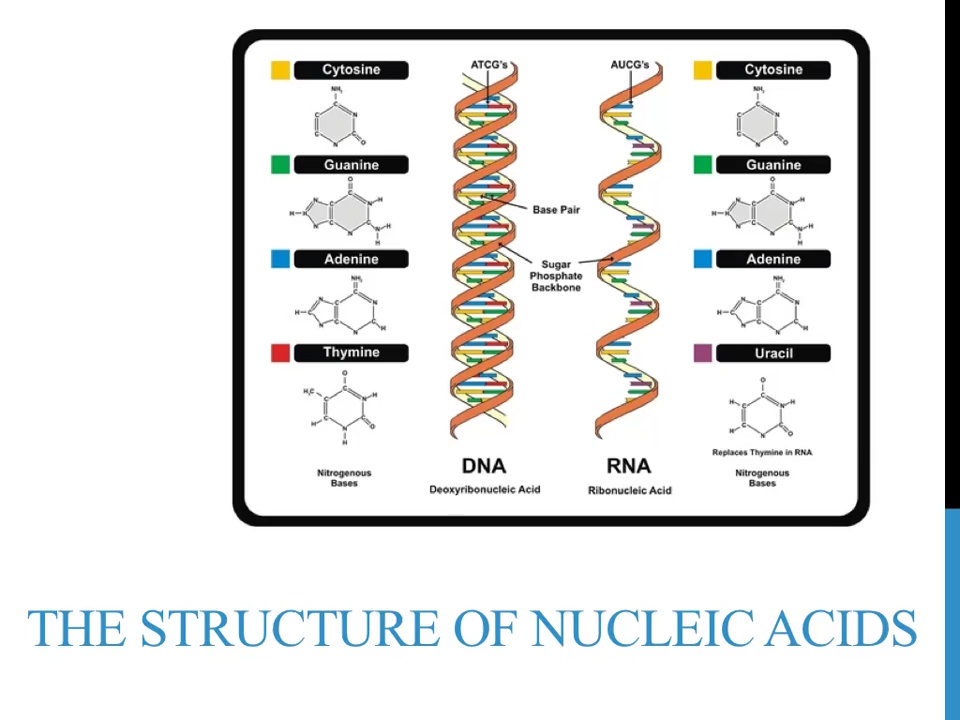 ATCG's
AUCG's
Cytosine
Cytosine
Guanine
Guanine
Base Pair
Adenine
Adenine
Sugar
Phosphate
Backbone
Thymine
Uracil
Replaces Thymine in RNA
DNA
RNA
Nitrogenous
Bases
Deoxyribonucleic Acid
Ribonucleic Acid
Nitrogenous
Bases
THE STRUCTURE OF NUCLEIC ACIDS